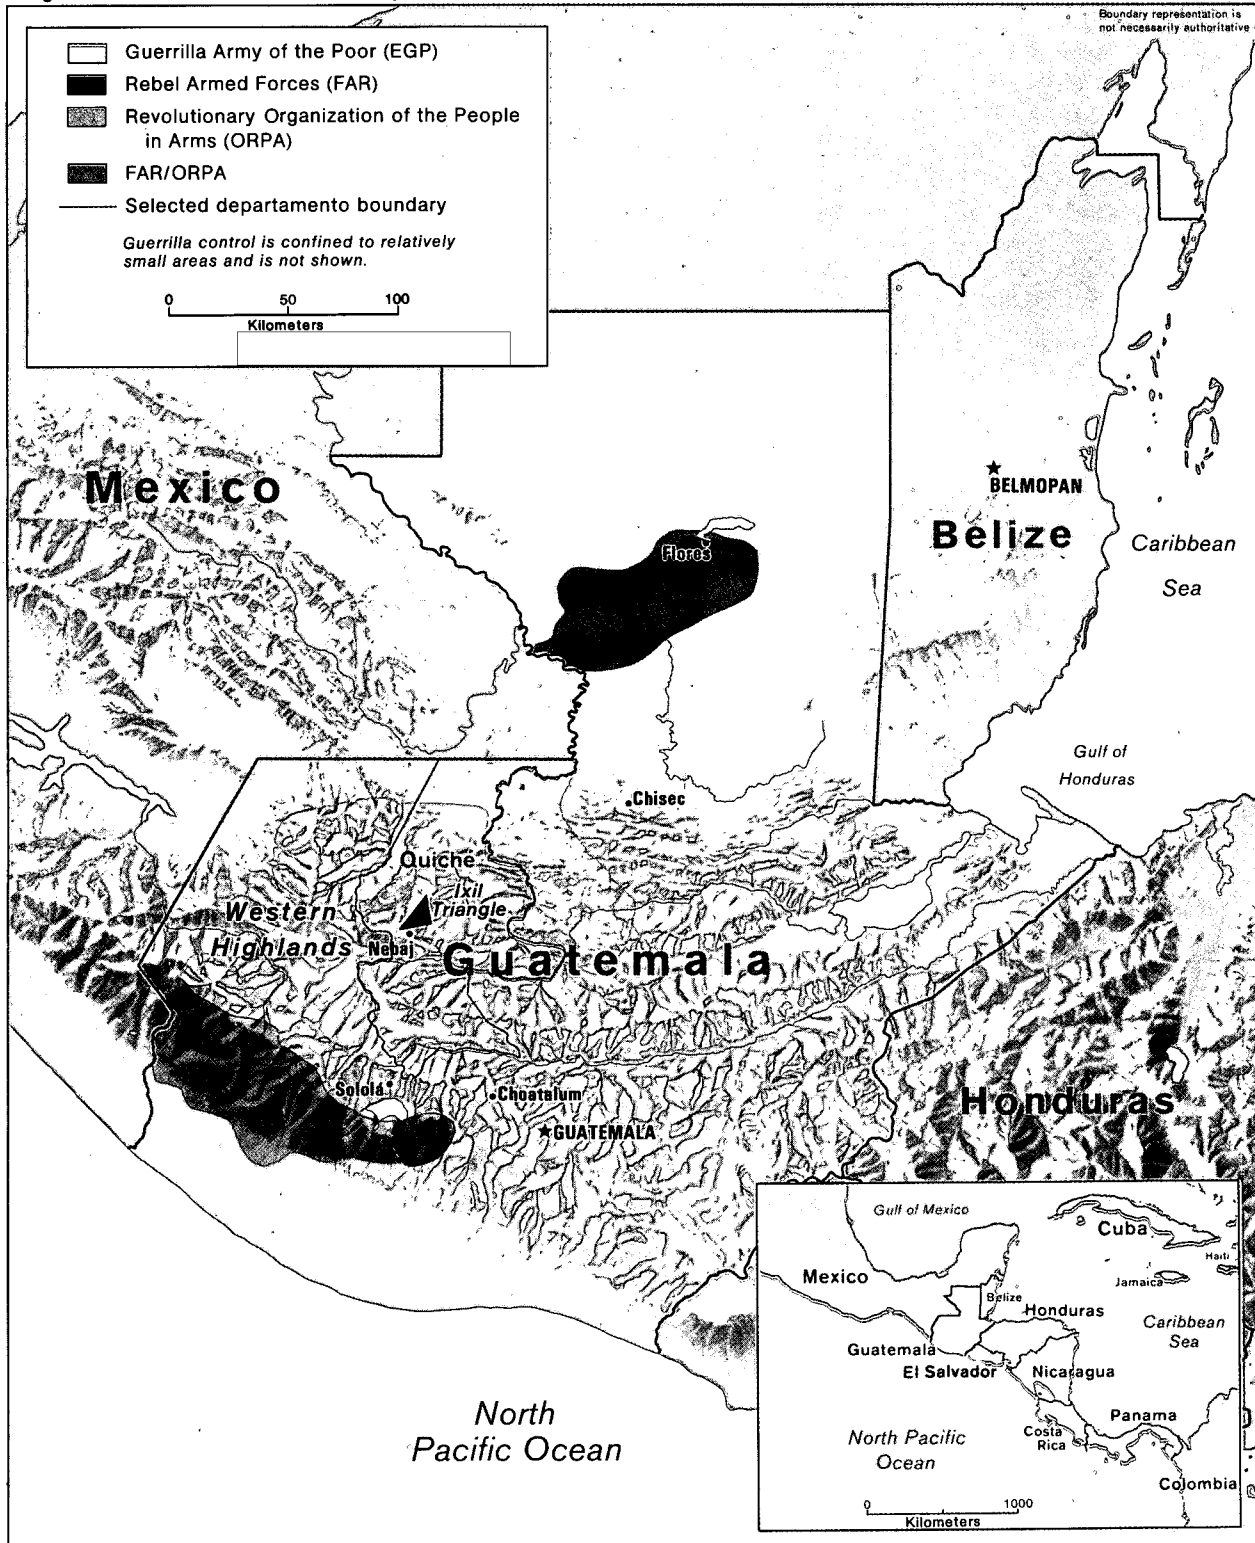 Boundary representation is
not necessarily authoritative
Guerrilla Army of the Poor (EGP)
Rebel Armed Forces (FAR)
Revolutionary Organization of the People
in Arms (ORPA)
FAR/ORPA
Selected departamento boundary
Guerrilla control is confined to relatively
small areas and is not shown.
0 50 100
Kilometers
Mexico
BELMOPAN
Belize
Caribbean
Sea
Flores
Gulf of
Honduras
Chisec
Quiche
Ixil
Triangle
Western
Highlands
Nebaj
Guatemala
Solola
Choatalum
GUATEMALA
Honduras
North
Pacific Ocean
Gulf of Mexico
Cuba
Haiti
Jamaica
Mexico
Belize
Honduras
Caribbean
Sea
Guatemala
El Salvador
Nicaragua
Panama
Costa
Rica
North Pacific
Ocean
Colombia
0 1000
Kilometers